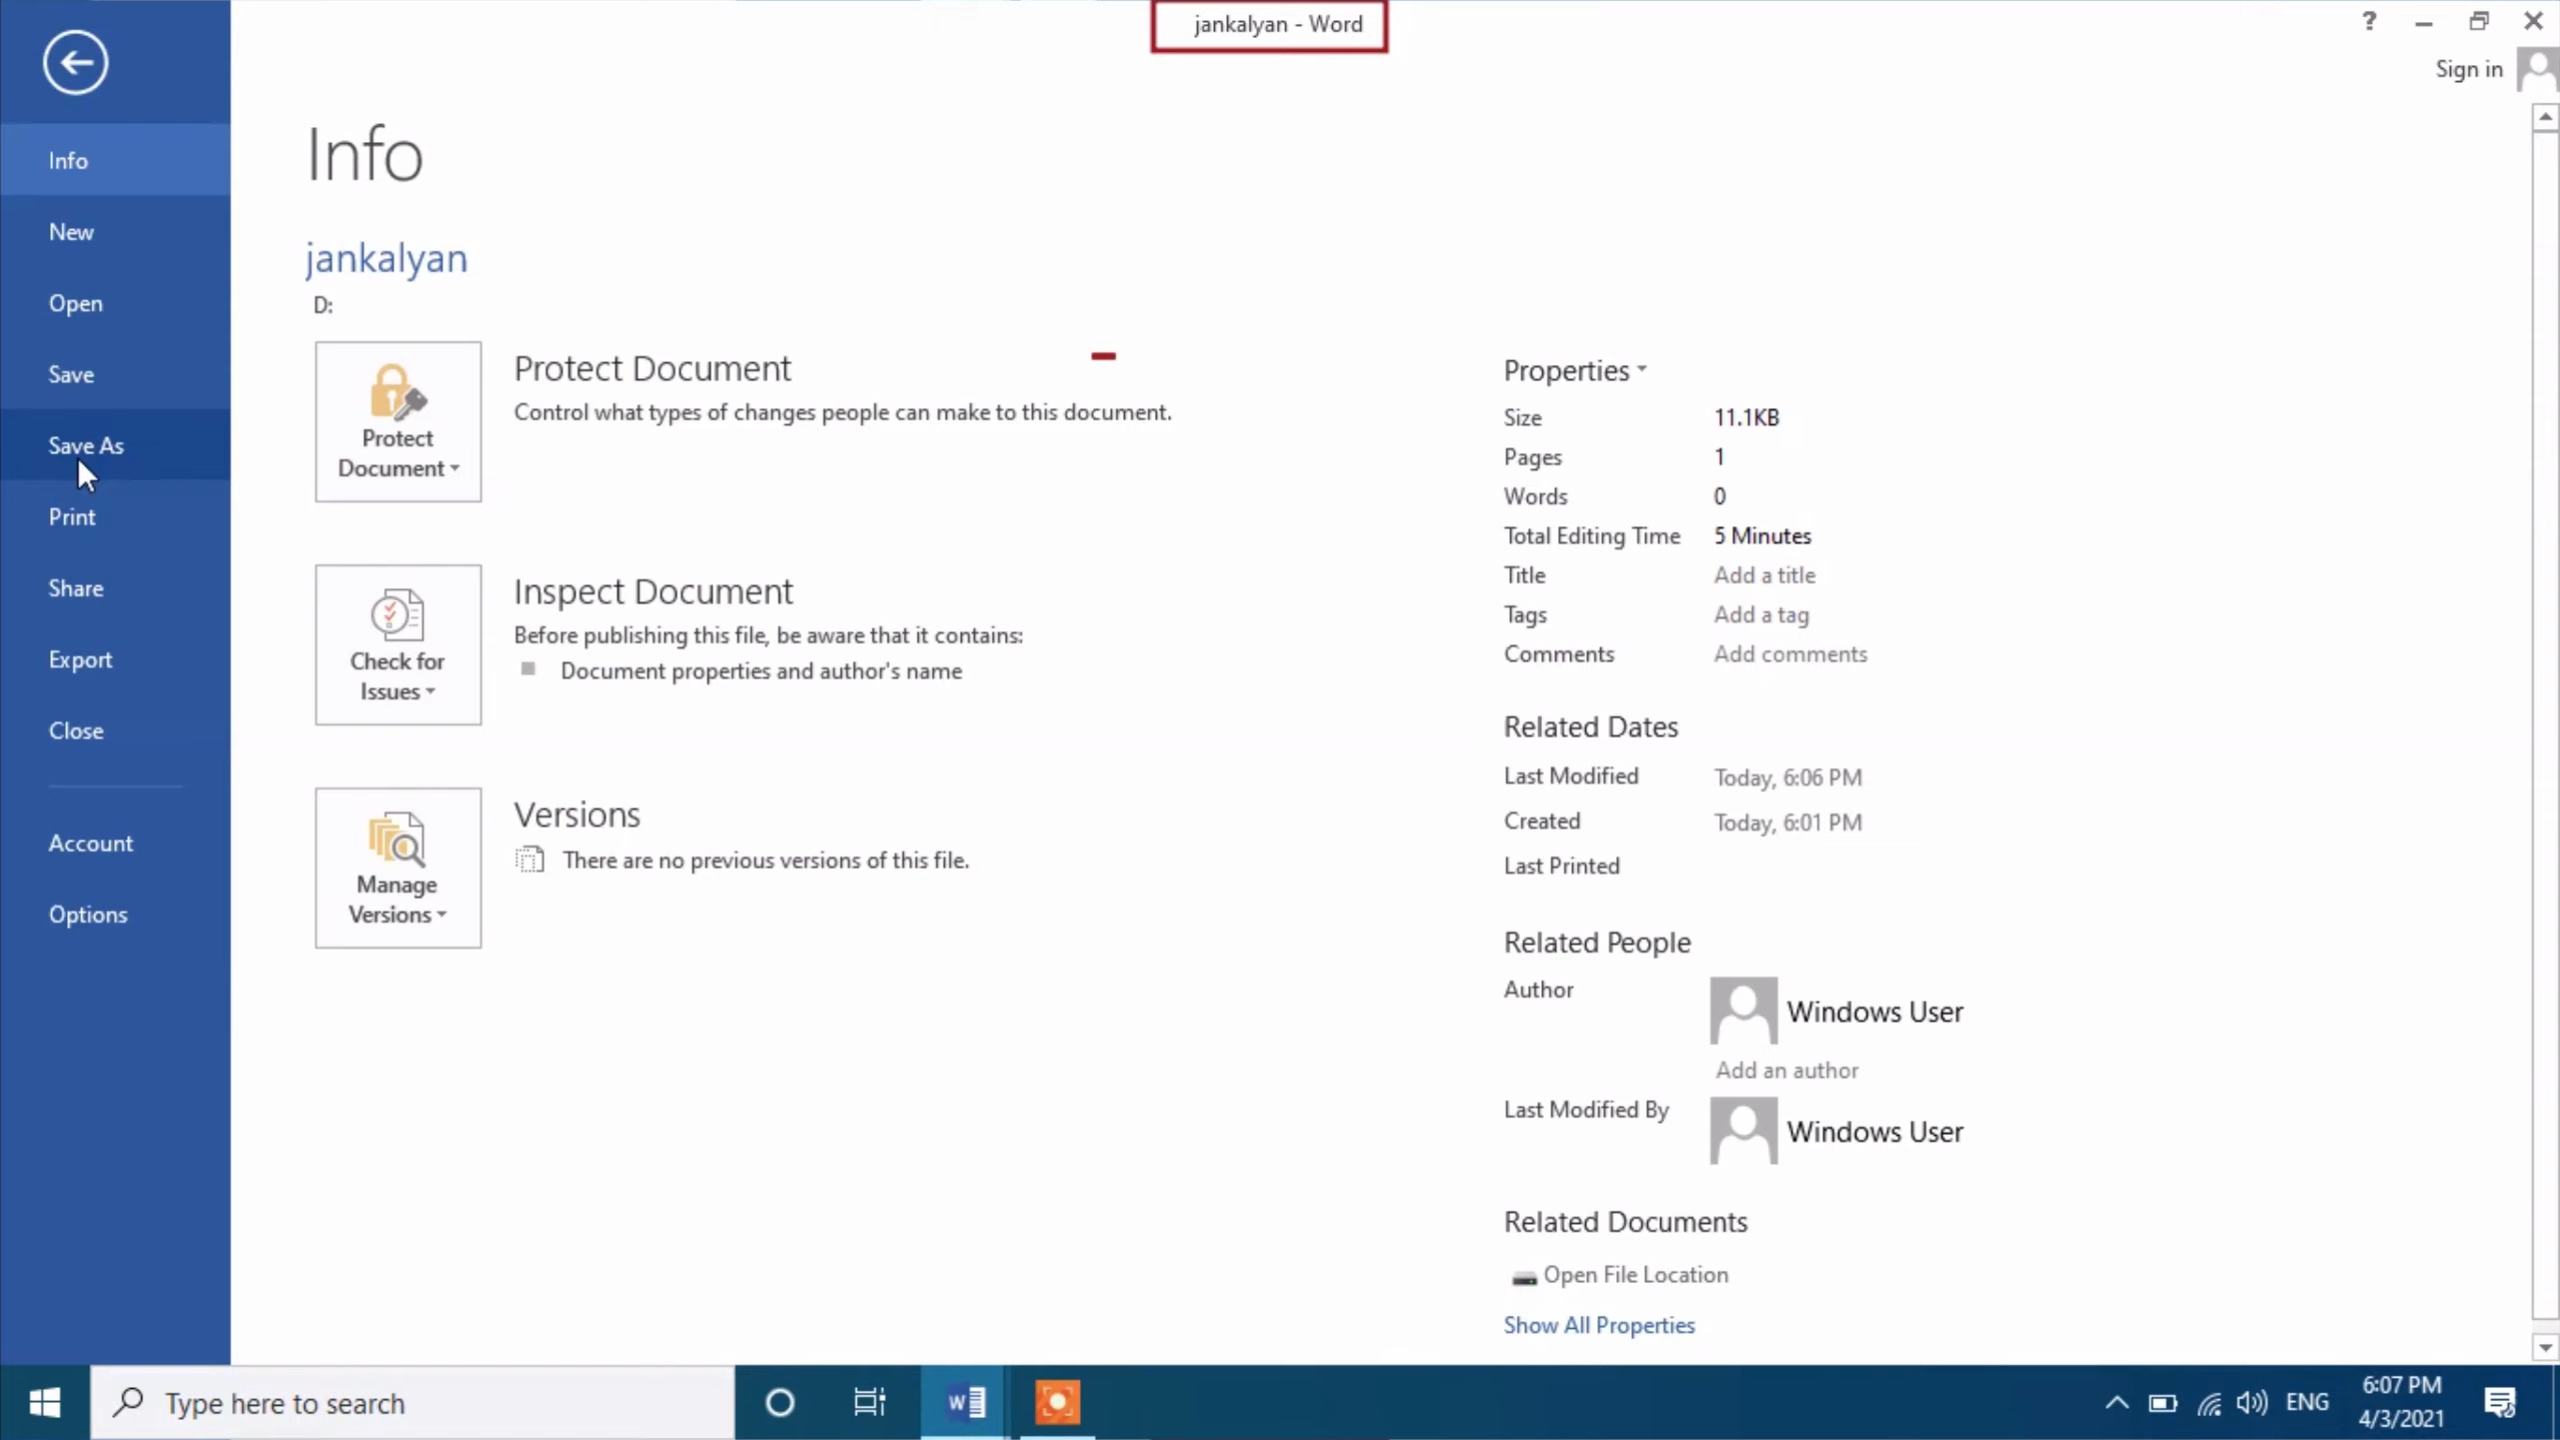 jankalyan - Word
Sign in
Info
New
Open
Save
Save As
Print
Share
Export
Close
Account
Options
Info
jankalyan
D:
Protect
Document
Protect Document
Control what types of changes people can make to this document.
Check for
Issues
Inspect Document
Before publishing this file, be aware that it contains:
Document properties and author's name
Manage
Versions
Versions
There are no previous versions of this file.
Properties
Size 11.1KB
Pages 1
Words 0
Total Editing Time 5 Minutes
Title Add a title
Tags Add a tag
Comments Add comments
Related Dates
Last Modified Today, 6:06 PM
Created Today, 6:01 PM
Last Printed
Related People
Author Windows User
Add an author
Last Modified By Windows User
Related Documents
Open File Location
Show All Properties
Type here to search
ENG
6:07 PM
4/3/2021